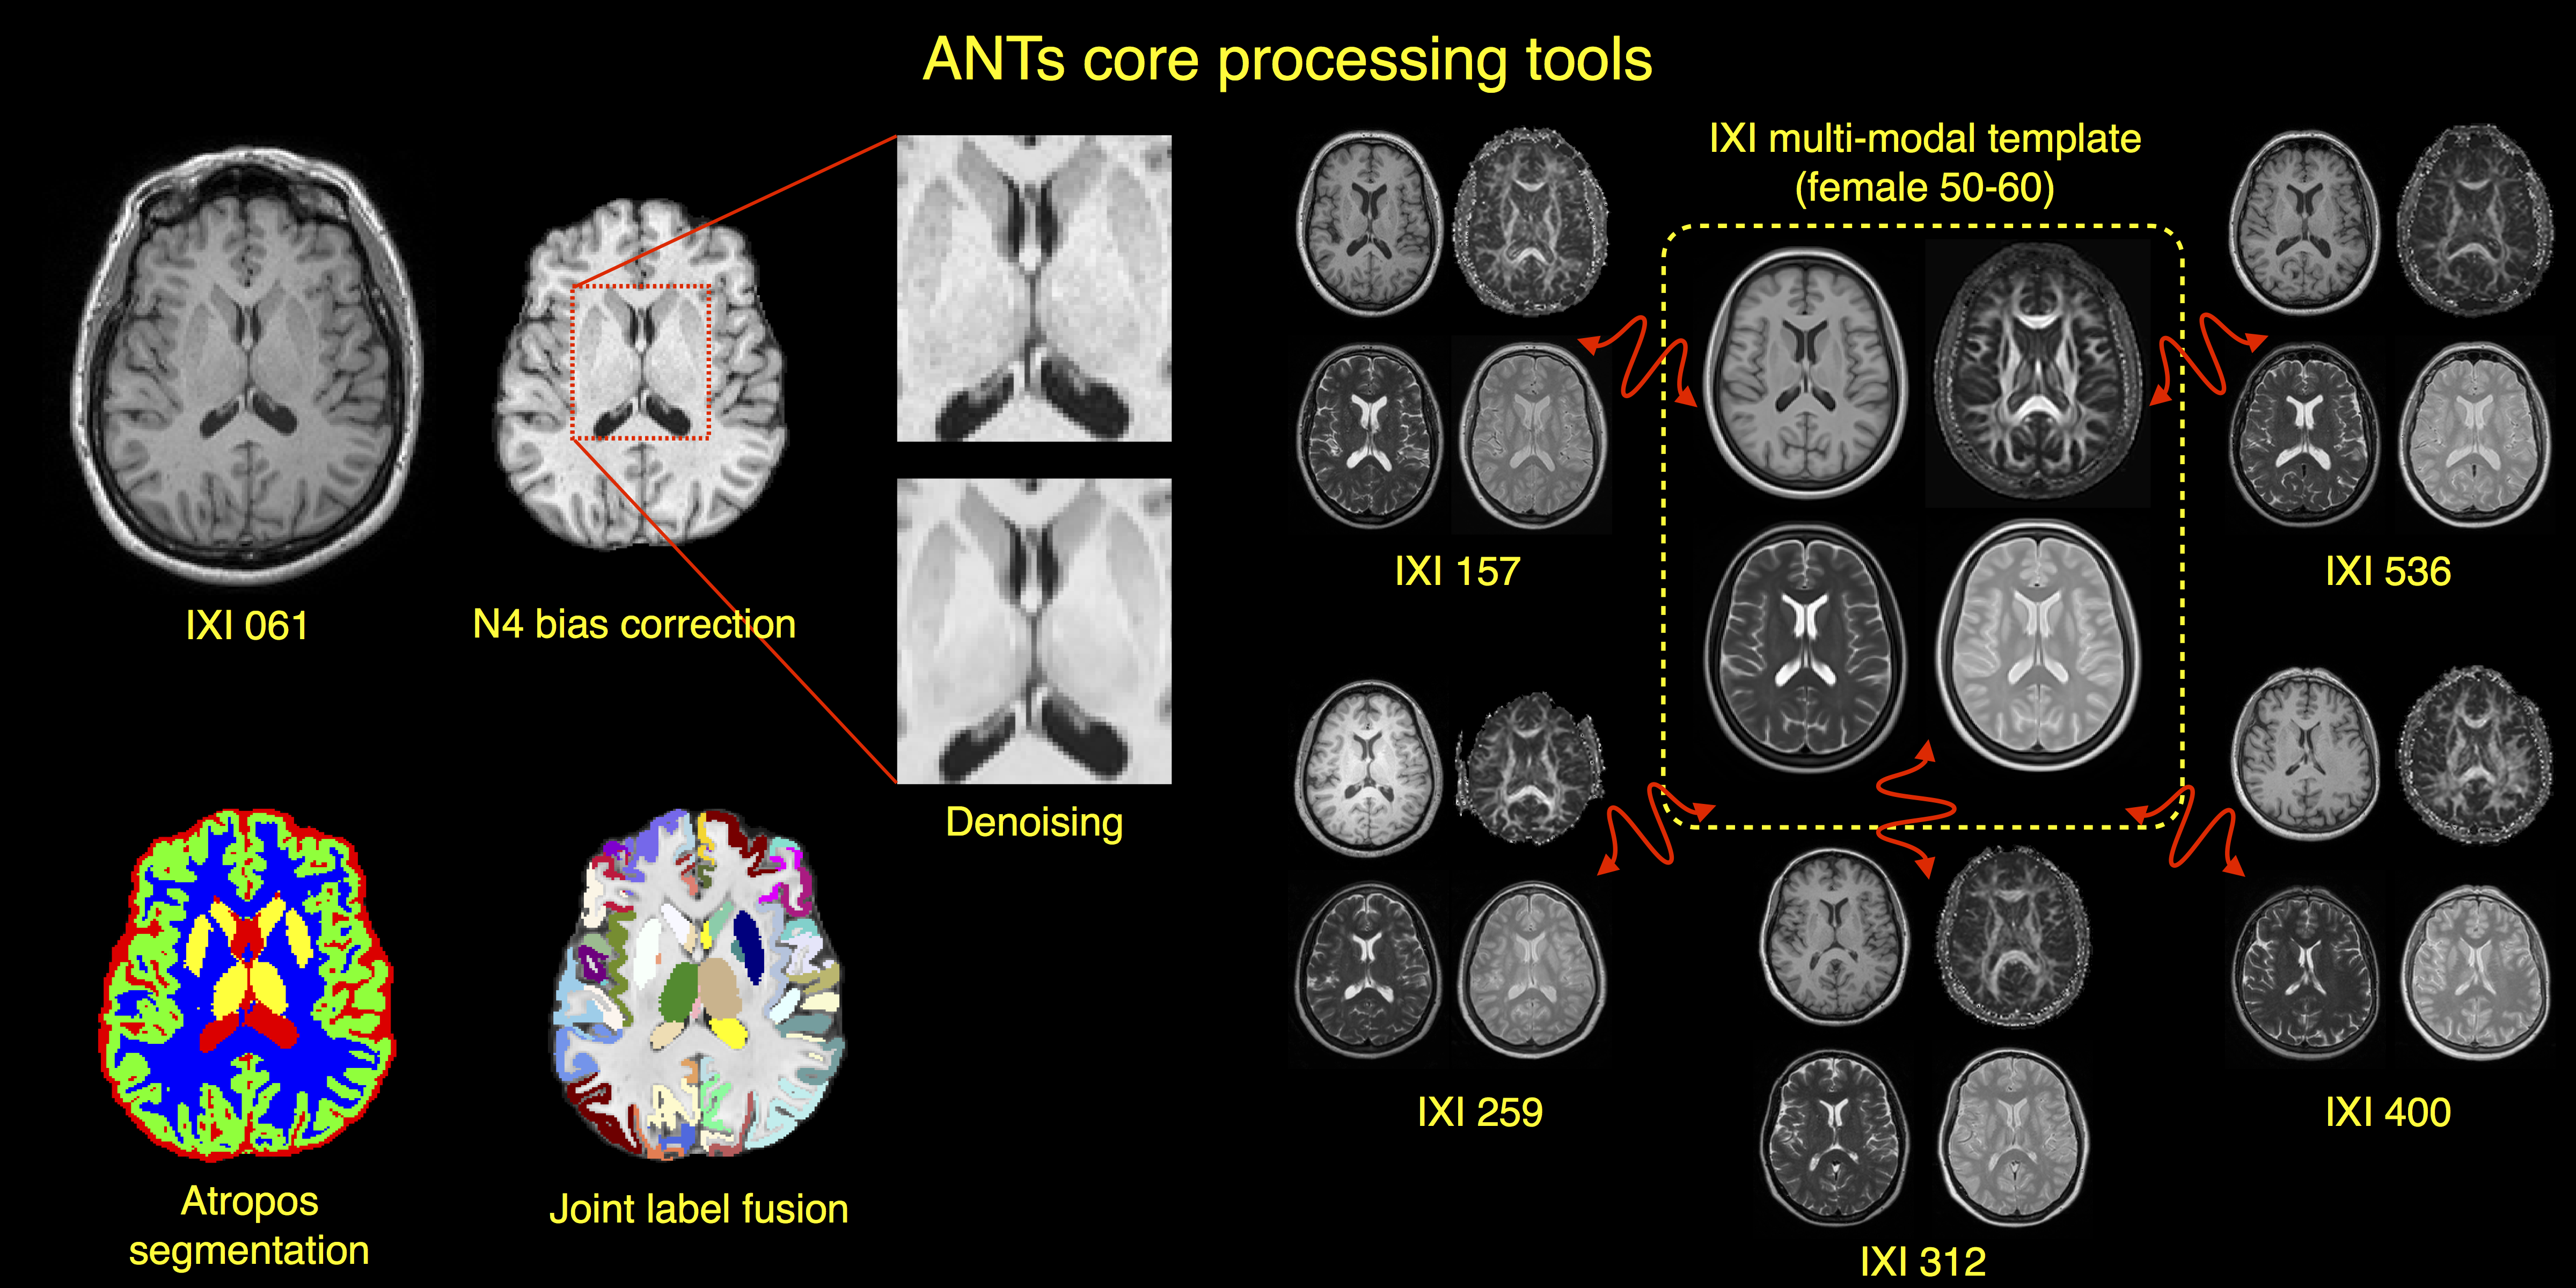 ANTs core processing tools
IXI 061
N4 bias correction
Denoising
Atropos
segmentation
Joint label fusion
IXI multi-modal template
(female 50-60)
IXI 157
IXI 536
IXI 259
IXI 312
IXI 400